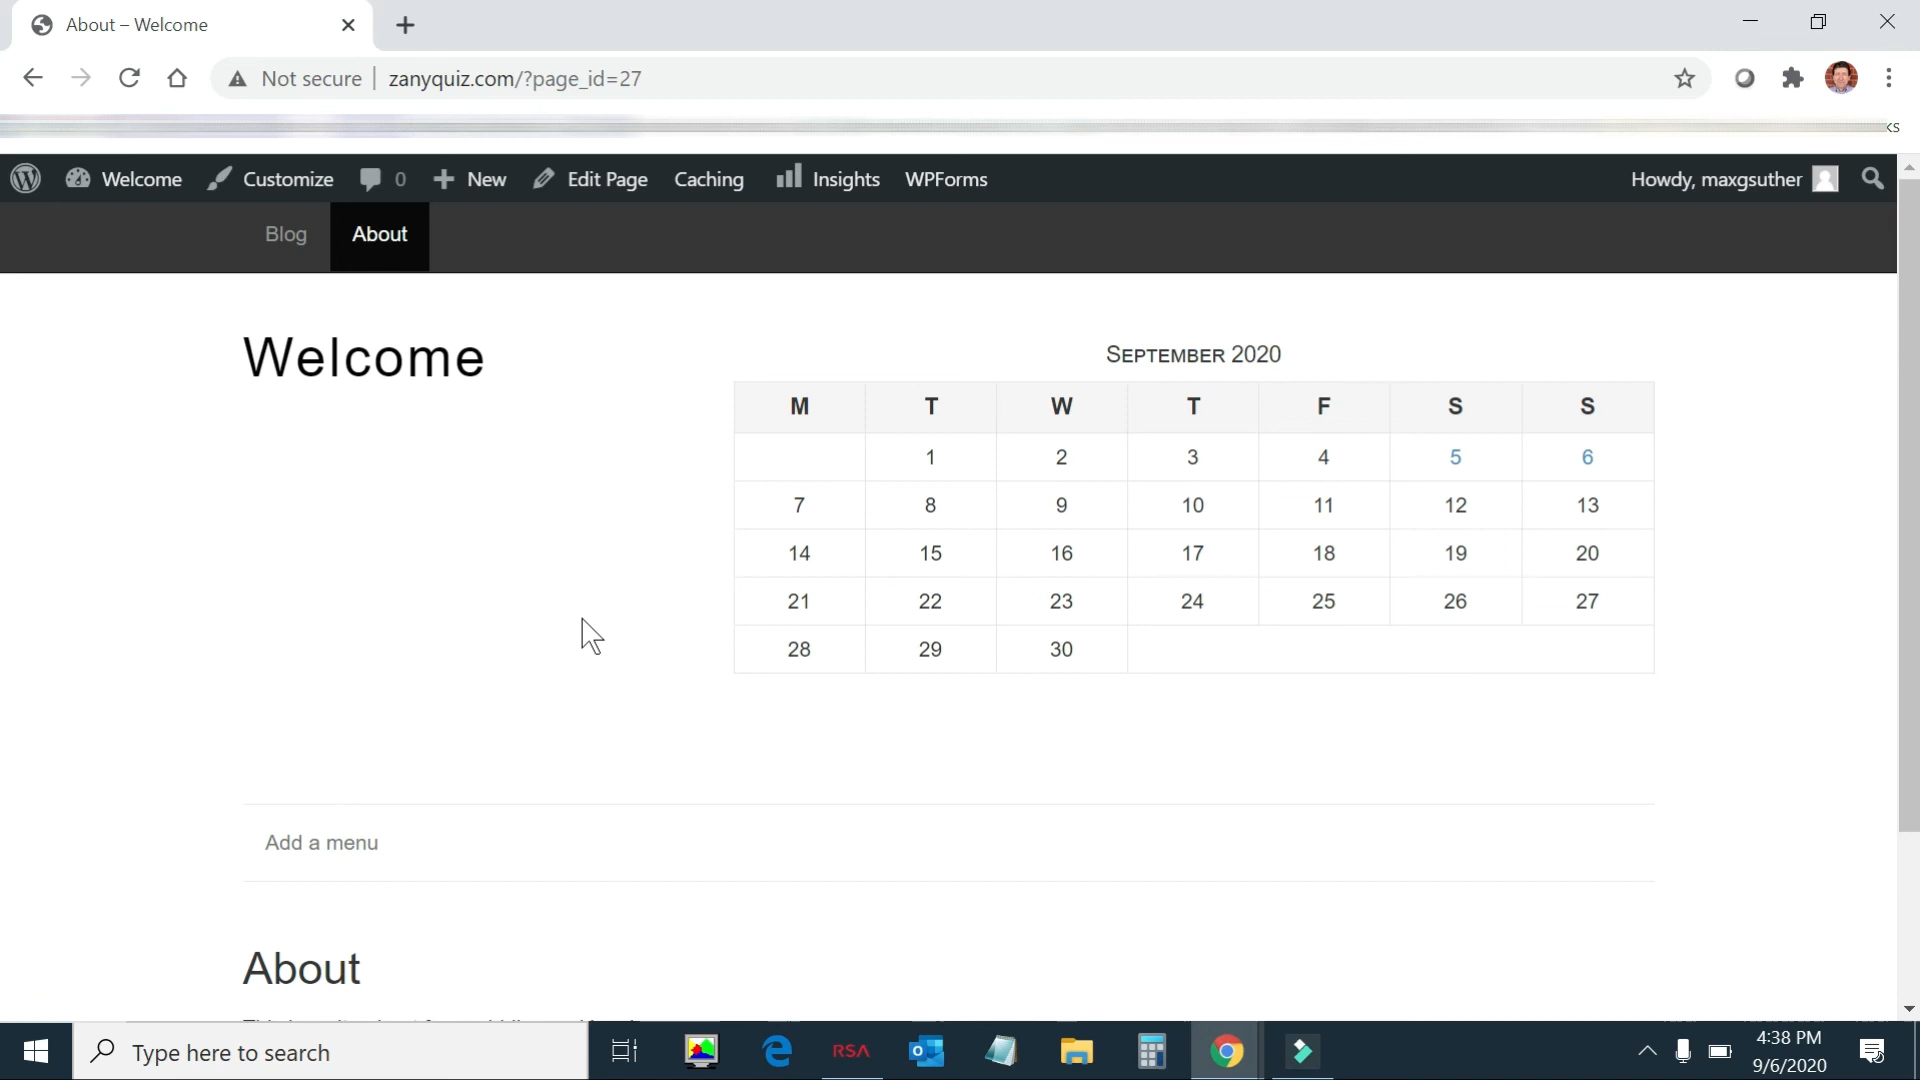 About – Welcome
Not secure | zanyquiz.com/?page_id=27
Welcome Customize 0 New Edit Page Caching Insights WPForms Howdy, maxgsuther
Blog About
Welcome
September 2020
M T W T F S S
1 2 3 4 5 6
7 8 9 10 11 12 13
14 15 16 17 18 19 20
21 22 23 24 25 26 27
28 29 30
Add a menu
About
Type here to search
RSA
4:38 PM
9/6/2020